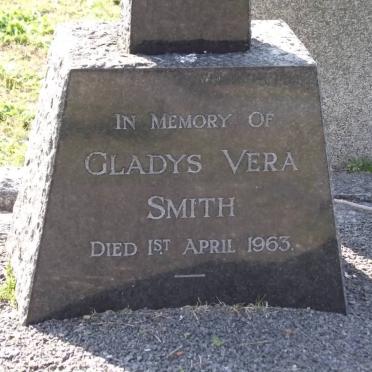 IN MEMORY OF
GLADYS VERA
SMITH
DIED 1ST APRIL 1963.